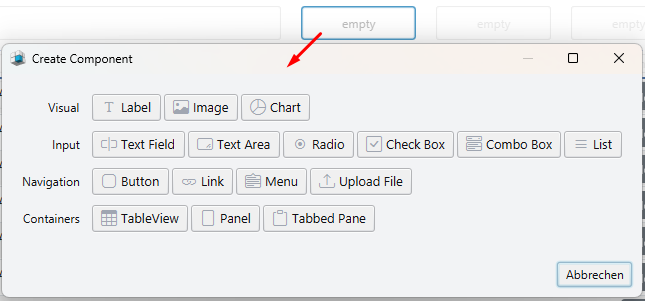 empty empty empty
Create Component
Visual Label Image Chart
Input Text Field Text Area Radio Check Box Combo Box List
Navigation Button Link Menu Upload File
Containers TableView Panel Tabbed Pane
Abbrechen